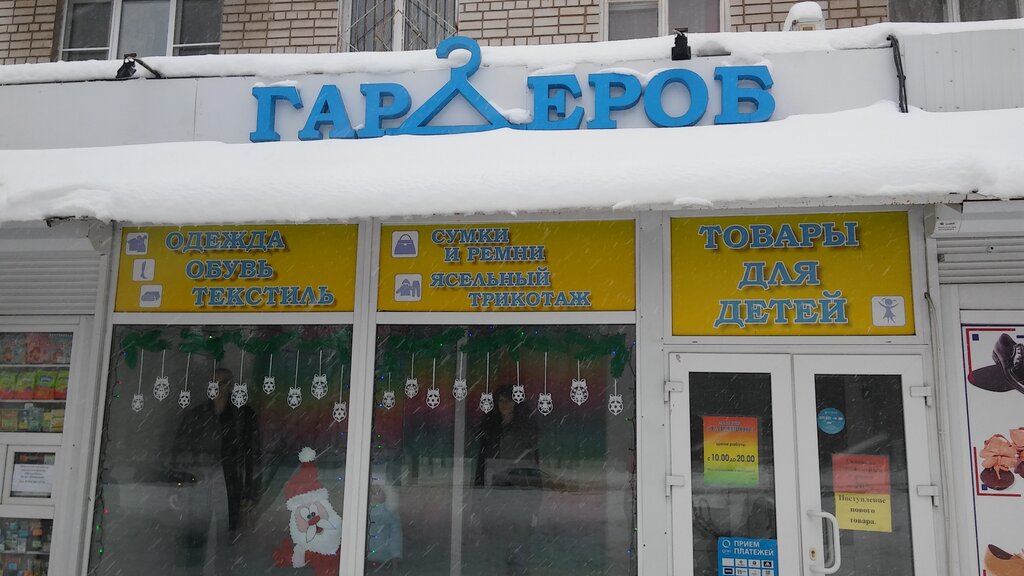 ГАРДЕРОБ
ОДЕЖДА
ОБУВЬ
ТЕКСТИЛЬ
СУМКИ
И РЕМНИ
ЯСЕЛЬНЫЙ
ТРИКОТАЖ
ТОВАРЫ
ДЛЯ
ДЕТЕЙ
с 10.00 до 20.00
Поступление
нового
товара.
ПРИЕМ
ПЛАТЕЖЕЙ